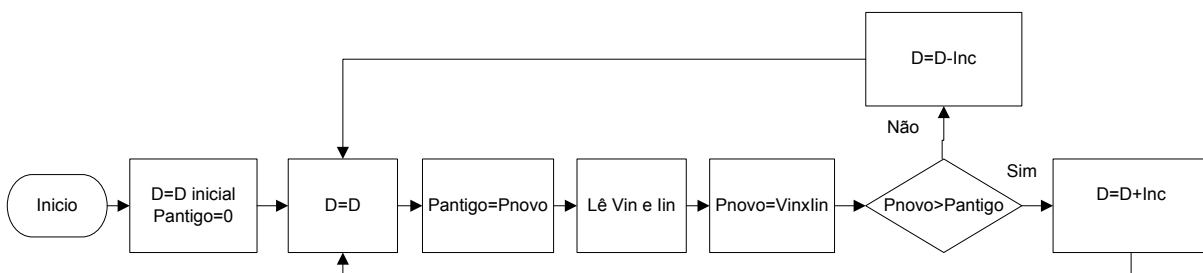 D=D-Inc
Não
Inicio
D=D inicial
Pantigo=0
D=D
Pantigo=Pnovo
Lê Vin e Iin
Pnovo=VinxIin
Pnovo>Pantigo
Sim
D=D+Inc